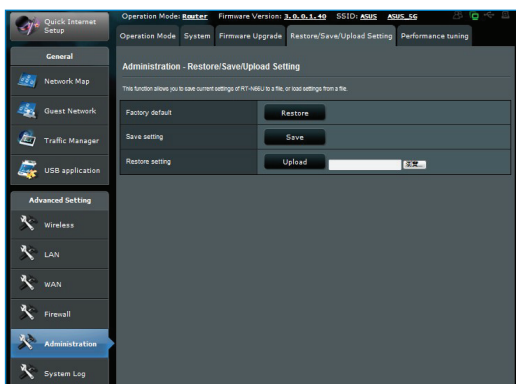 Quick Internet Setup
Operation Mode: Router Firmware Version: 3.0.0.1.40 SSID: ASUS ASUS_5G
Operation Mode System Firmware Upgrade Restore/Save/Upload Setting Performance tuning
General
Network Map
Guest Network
Traffic Manager
USB application
Advanced Setting
Wireless
LAN
WAN
Firewall
Administration
System Log
Administration - Restore/Save/Upload Setting
This function allows you to save current settings of RT-N66U to a file, or load settings from a file.
Factory default Restore
Save setting Save
Restore setting Upload